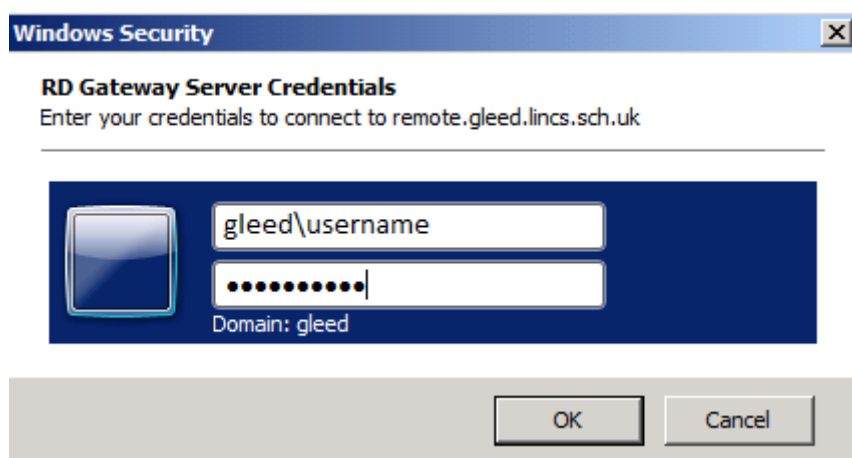 Windows Security
RD Gateway Server Credentials
Enter your credentials to connect to remote.gleed.lincs.sch.uk
gleed\username
●●●●●●●●●●
Domain: gleed
OK
Cancel